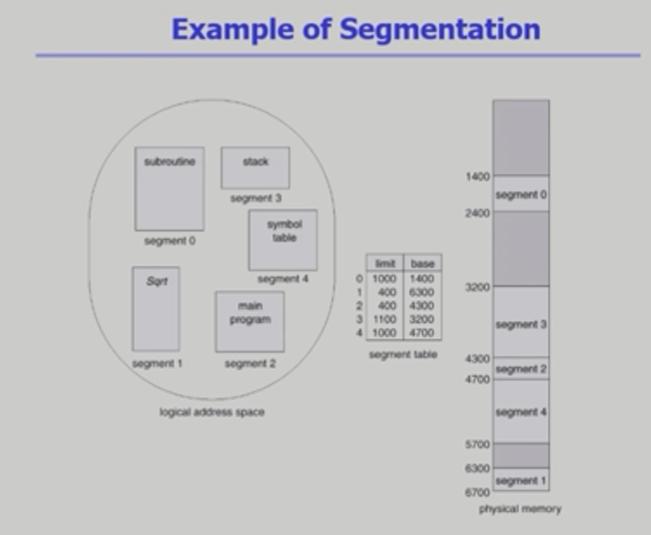 Example of Segmentation
subroutine
segment 0
stack
segment 3
symbol
table
segment 4
Sqrt
segment 1
main
program
segment 2
logical address space
limit base
0 1000 1400
1 400 6300
2 400 4300
3 1100 3200
4 1000 4700
segment table
1400
segment 0
2400
3200
segment 3
4300
segment 2
4700
segment 4
5700
6300
segment 1
6700
physical memory